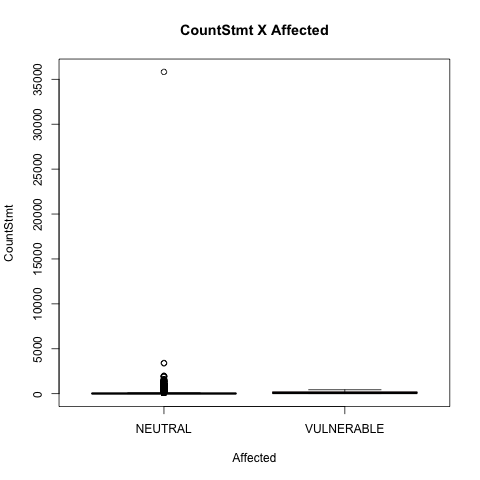 CountStmt X Affected
35000
30000
25000
20000
15000
10000
5000
0
CountStmt
NEUTRAL
VULNERABLE
Affected